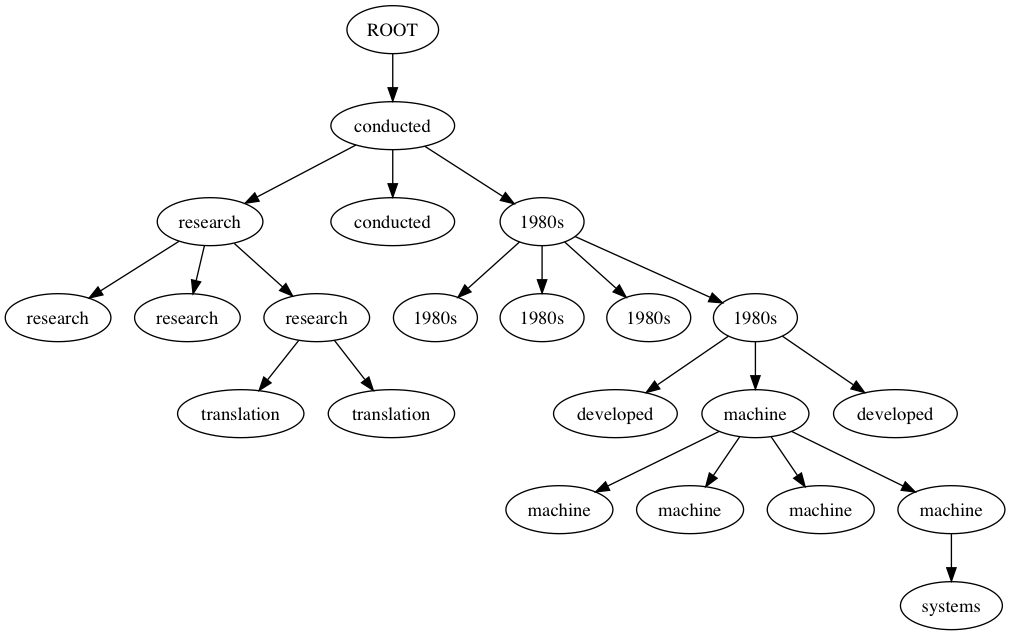 ROOT
conducted
research conducted 1980s
research research research 1980s 1980s 1980s 1980s
translation translation developed machine developed
machine machine machine machine
systems